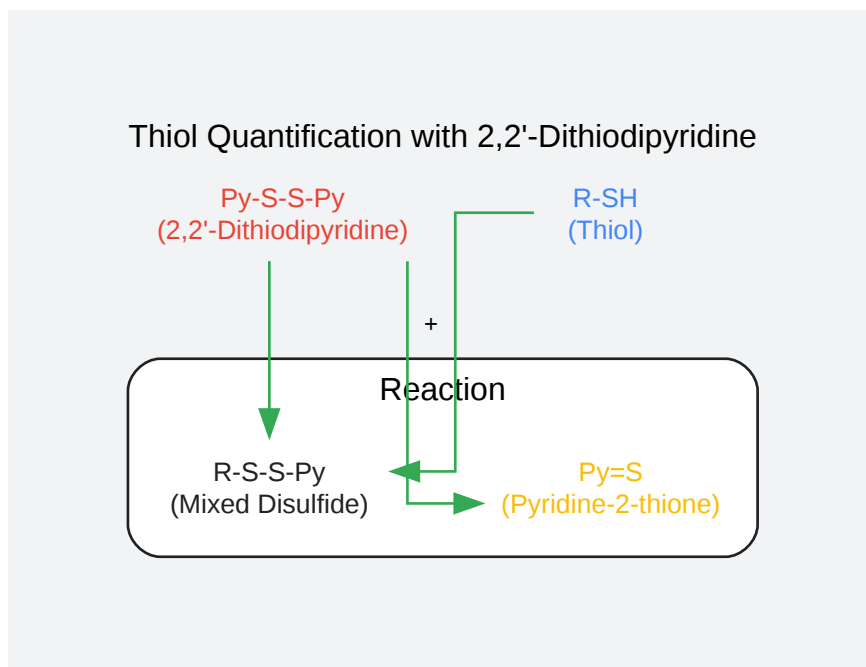 Thiol Quantification with 2,2'-Dithiodipyridine
Py-S-S-Py
(2,2'-Dithiodipyridine)
R-SH
(Thiol)
+
Reaction
R-S-S-Py
(Mixed Disulfide)
Py=S
(Pyridine-2-thione)